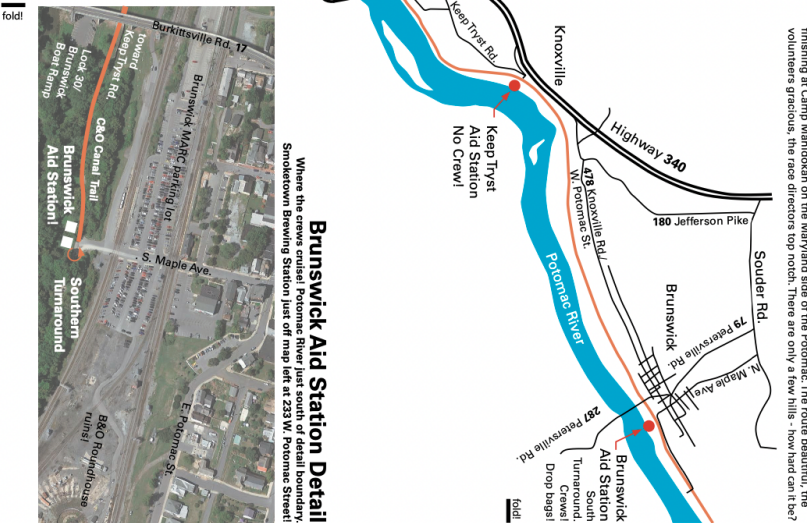 finishing at Camp Manidokan on the Maryland side of the Potomac. The route beautiful, the
volunteers gracious, the race directors top notch. There are only a few hills - how hard can it be?
Knoxville
Keep Tryst Rd.
Keep Tryst
Aid Station
No Crew!
Highway 340
478 Knoxville Rd./
W. Potomac St.
180 Jefferson Pike
Souder Rd.
Potomac River
Brunswick
79 Petersville Rd.
N. Maple Ave.
287 Petersville Rd.
Brunswick
Aid Station
South
Turnaround.
Crews!
Drop bags!
fold!
Brunswick Aid Station Detail
Where the crews cruise! Potomac River just south of detail boundary.
Smoketown Brewing Station just off map left at 233 W. Potomac Street!
Burkittsville Rd. 17
toward
Keep Tryst Rd.
Lock 30/
Brunswick
Boat Ramp
Brunswick MARC parking lot
C&O Canal Trail
Brunswick
Aid Station!
S. Maple Ave.
Southern
Turnaround
E. Potomac St.
B&O Roundhouse
ruins!
fold!